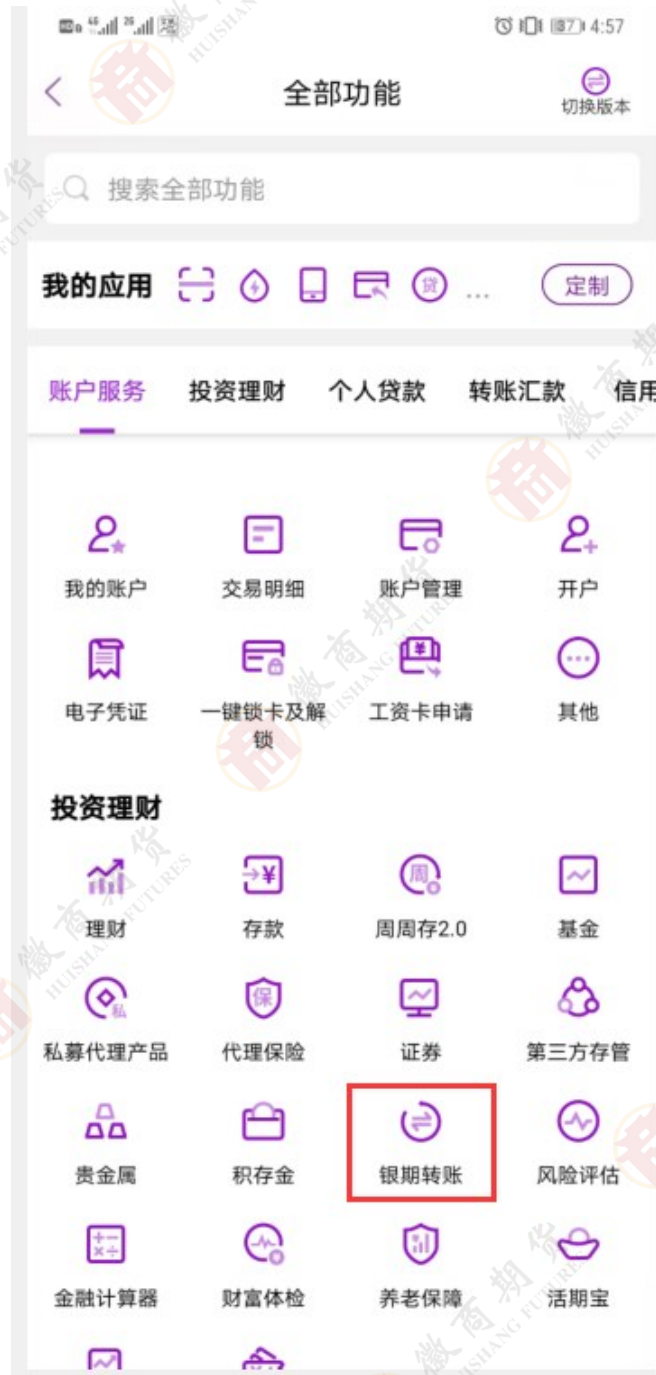 4:57
全部功能
切换版本
搜索全部功能
我的应用
贷
...
定制
账户服务 投资理财 个人贷款 转账汇款 信用
我的账户 交易明细 账户管理 开户
电子凭证 一键锁卡及解 工资卡申请 其他
锁
投资理财
理财 存款 周周存2.0 基金
私募代理产品 代理保险 证券 第三方存管
贵金属 积存金 银期转账 风险评估
金融计算器 财富体检 养老保障 活期宝
徽商期货
HUISHANG FUTURES